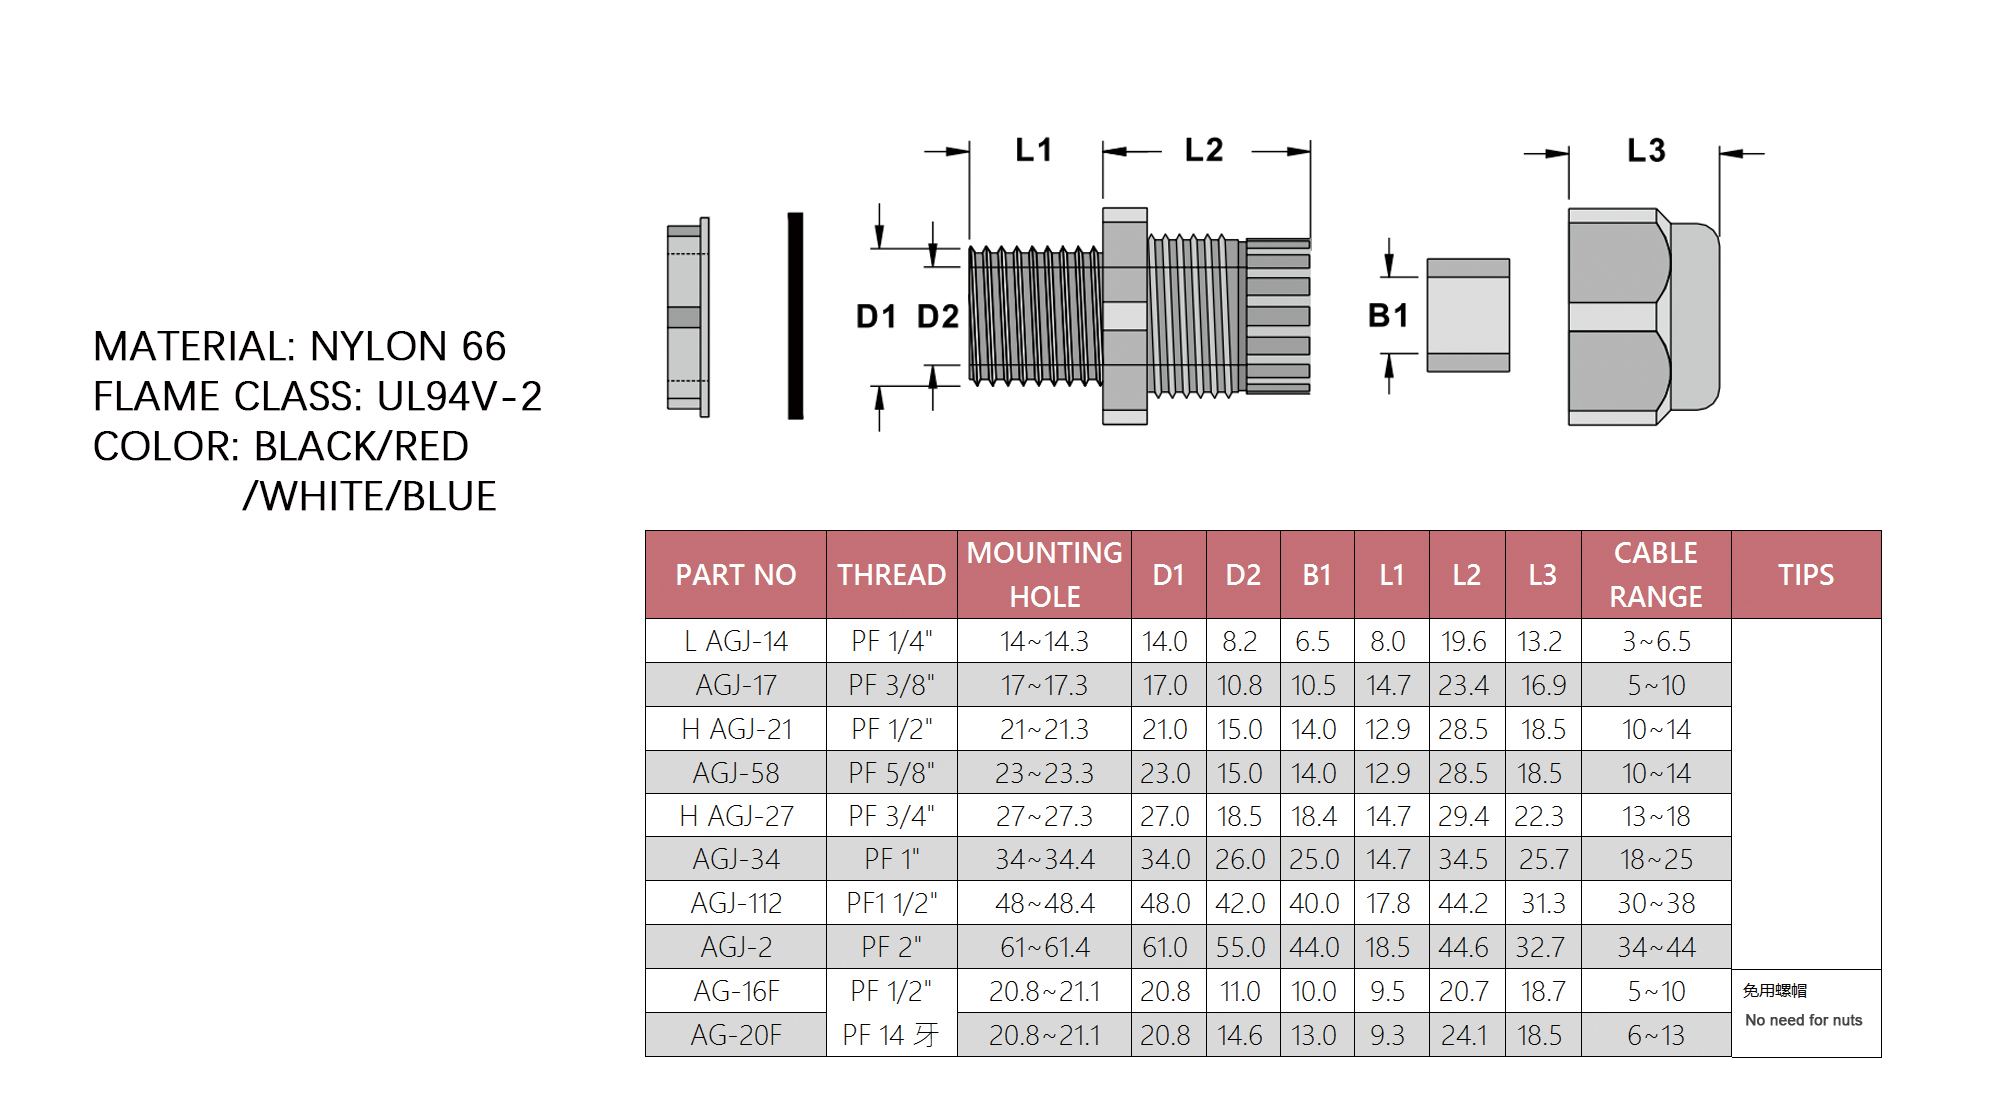 L1 L2 L3
D1 D2 B1
MATERIAL: NYLON 66
FLAME CLASS: UL94V-2
COLOR: BLACK/RED
/WHITE/BLUE
PART NO THREAD MOUNTING HOLE D1 D2 B1 L1 L2 L3 CABLE RANGE TIPS
L AGJ-14 PF 1/4" 14~14.3 14.0 8.2 6.5 8.0 19.6 13.2 3~6.5
AGJ-17 PF 3/8" 17~17.3 17.0 10.8 10.5 14.7 23.4 16.9 5~10
H AGJ-21 PF 1/2" 21~21.3 21.0 15.0 14.0 12.9 28.5 18.5 10~14
AGJ-58 PF 5/8" 23~23.3 23.0 15.0 14.0 12.9 28.5 18.5 10~14
H AGJ-27 PF 3/4" 27~27.3 27.0 18.5 18.4 14.7 29.4 22.3 13~18
AGJ-34 PF 1" 34~34.4 34.0 26.0 25.0 14.7 34.5 25.7 18~25
AGJ-112 PF1 1/2" 48~48.4 48.0 42.0 40.0 17.8 44.2 31.3 30~38
AGJ-2 PF 2" 61~61.4 61.0 55.0 44.0 18.5 44.6 32.7 34~44
AG-16F PF 1/2" 20.8~21.1 20.8 11.0 10.0 9.5 20.7 18.7 5~10 免用螺帽
AG-20F PF 14 牙 20.8~21.1 20.8 14.6 13.0 9.3 24.1 18.5 6~13 No need for nuts